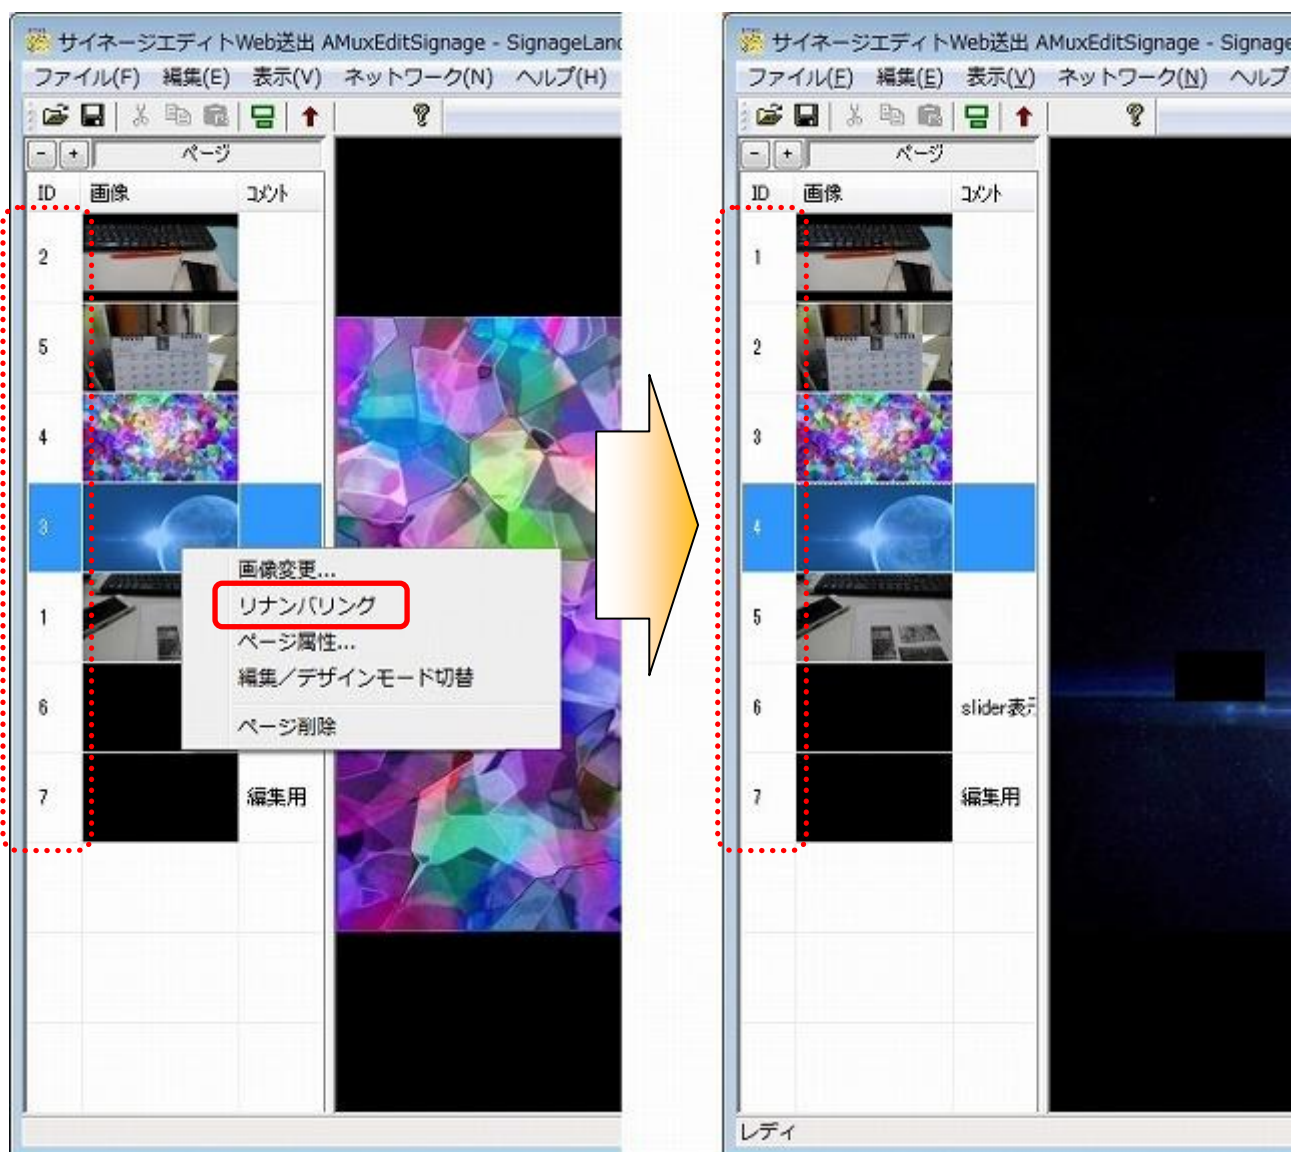 サイネージエディトWeb送出 AMuxEditSignage - SignageLand
ファイル(F) 編集(E) 表示(V) ネットワーク(N) ヘルプ(H)
- + ページ
ID 画像 コメント
2
5
4
3
1
6
7 編集用
画像変更...
リナンバリング
ページ属性...
編集／デザインモード切替
ページ削除
サイネージエディトWeb送出 AMuxEditSignage - Signage
ファイル(E) 編集(E) 表示(V) ネットワーク(N) ヘルプ
- + ページ
ID 画像 コメント
1
2
3
4
5
6 slider表示
7 編集用
レディ